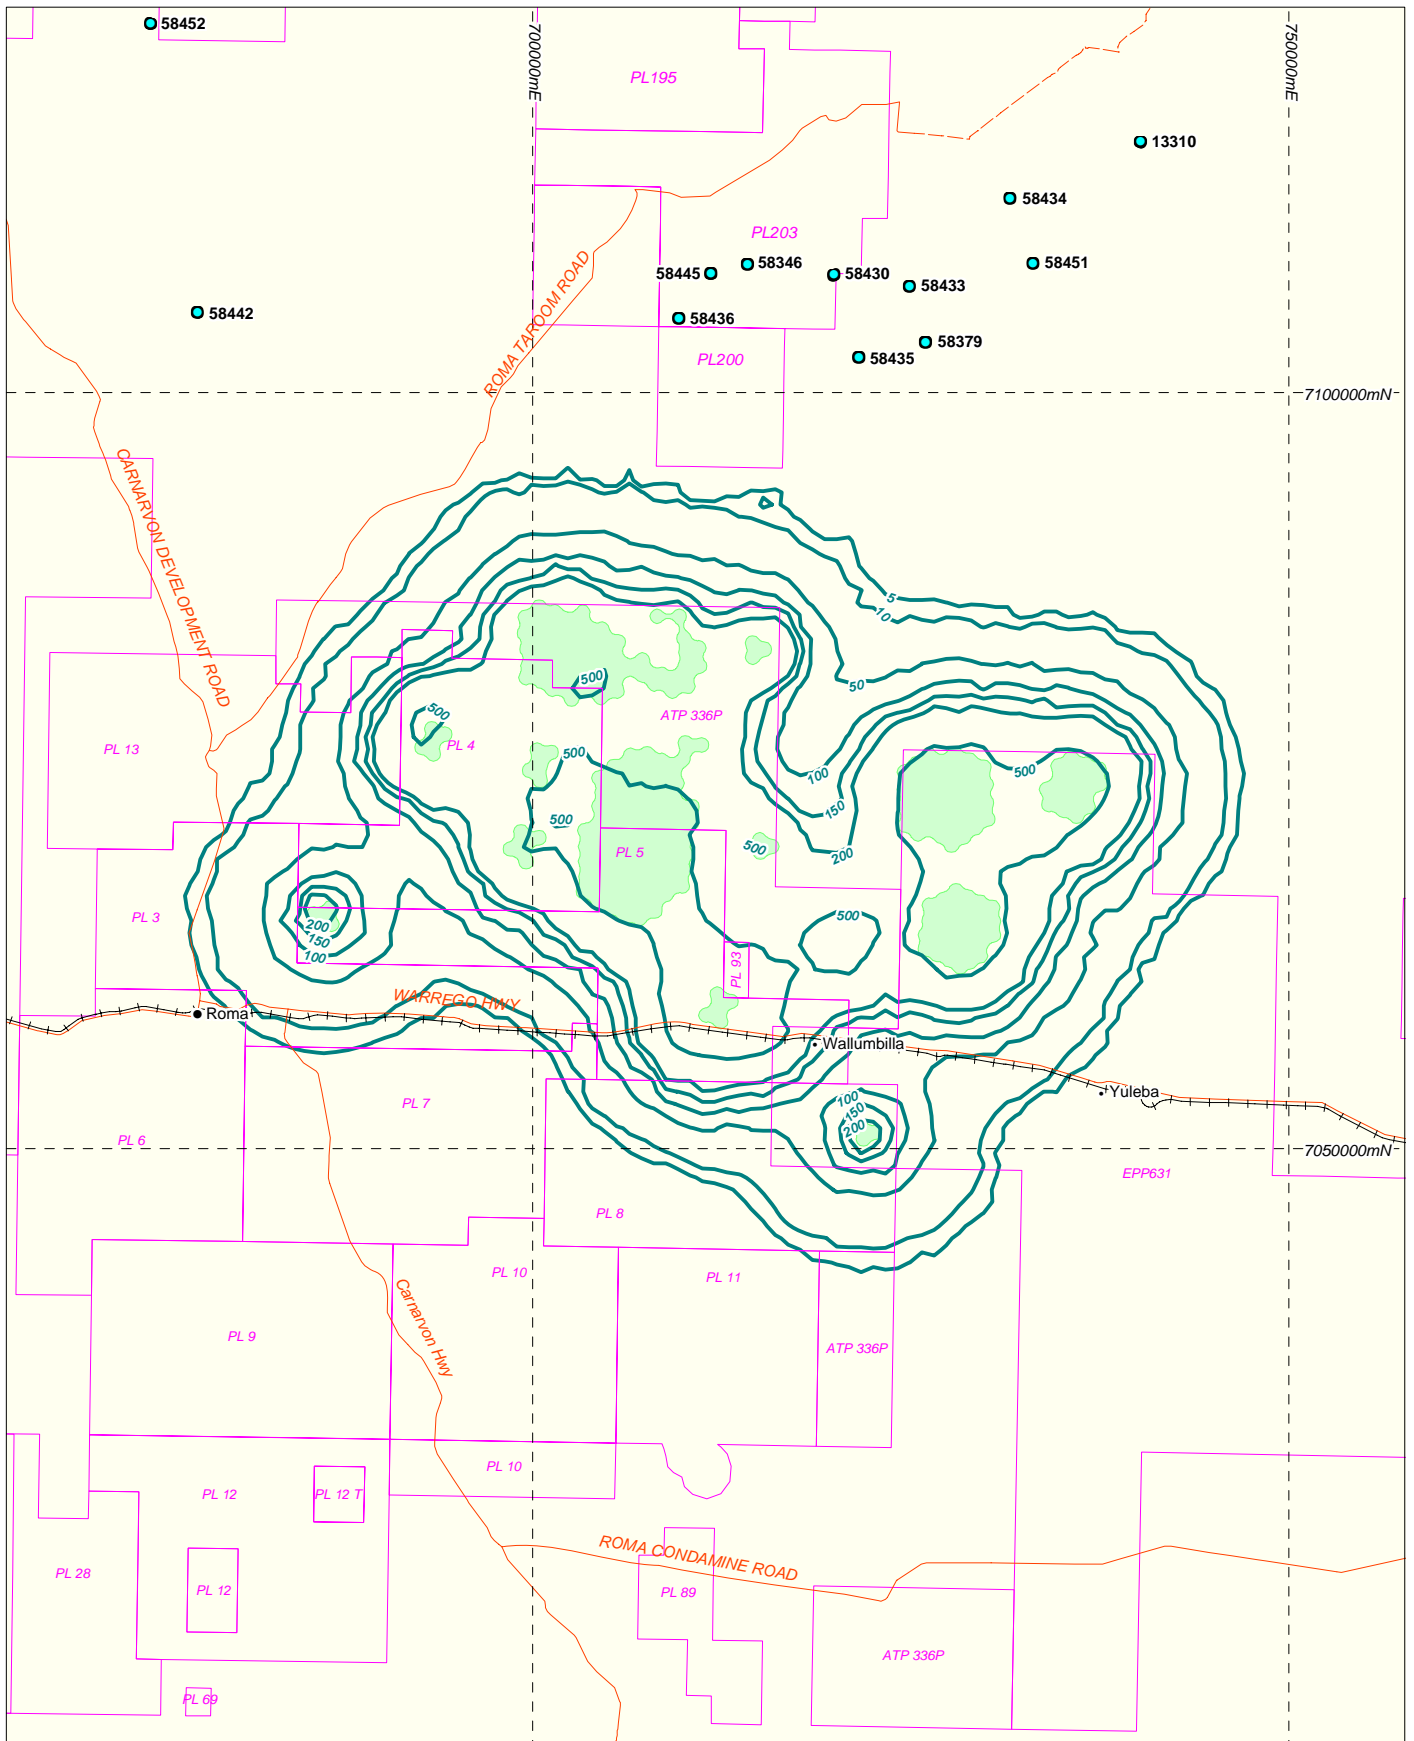 58452
700000mE
750000mE
PL195
13310
58434
PL203
58445
58346
58430
58451
58433
58442
58436
ROMA TAROOM ROAD
58379
58435
PL200
7100000mN
CARNARVON DEVELOPMENT ROAD
5
10
50
500
500
ATP 336P
PL 13
PL 4
500
500
100
150
500
500
200
PL 5
PL 3
500
200
150
100
PL 93
WARREGO HWY
Roma
Wallumbilla
Yuleba
100
150
200
PL 7
PL 6
7050000mN
EPP631
PL 8
PL 10
PL 11
Carnarvon Hwy
PL 9
ATP 336P
PL 10
PL 12
PL 12 T
ROMA CONDAMINE ROAD
PL 28
PL 12
PL 89
ATP 336P
PL 69